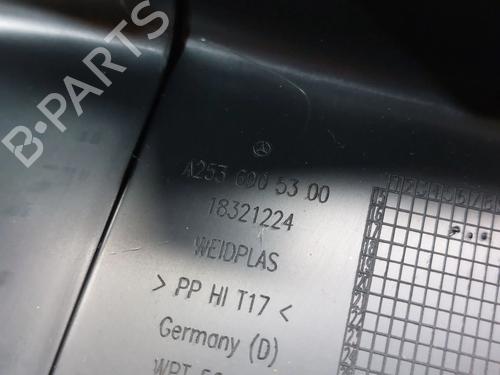 B-Parts
A253 690 53 00
18321224
WEIDPLAS
> PP HI T17 <
Germany (D)